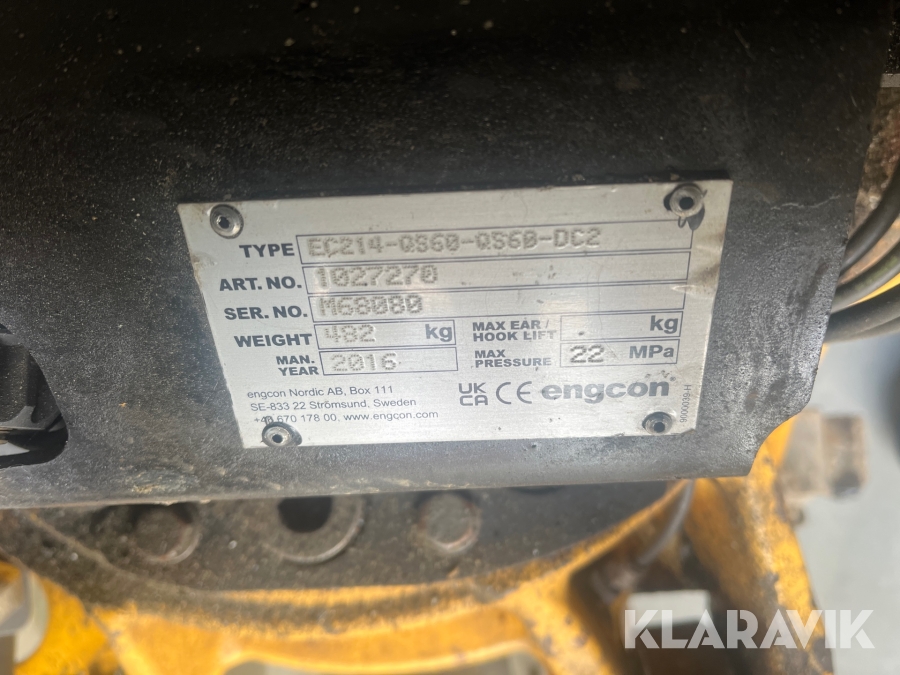 TYPE EC214-QS60-QS60-DC2
ART. NO. 1027270
SER. NO. M68080
WEIGHT 482 kg MAX EAR / HOOK LIFT kg
MAN. YEAR 2016 MAX PRESSURE 22 MPa
engcon Nordic AB, Box 111
SE-833 22 Strömsund, Sweden
+46 670 178 00, www.engcon.com
UK CA CE engcon
900039-H
KLARAVIK